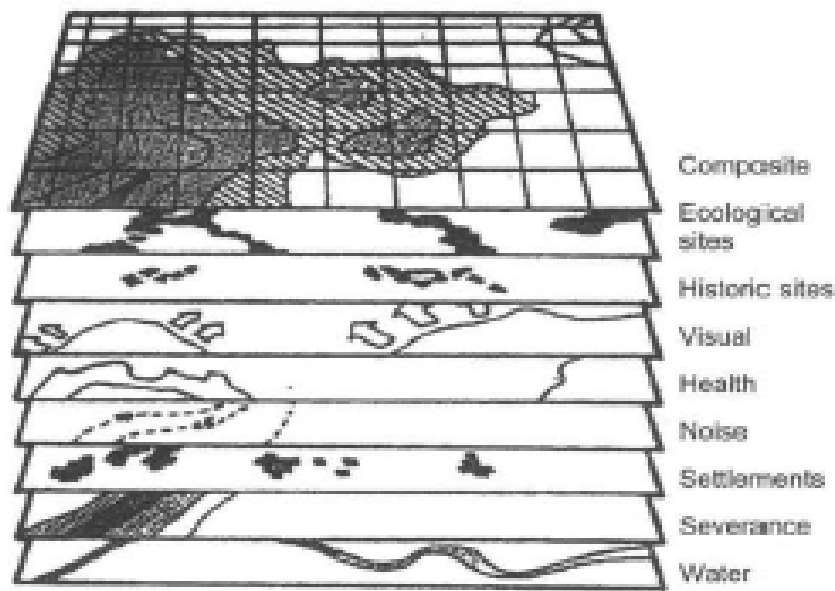 Composite
Ecological
sites
Historic sites
Visual
Health
Noise
Settlements
Severance
Water